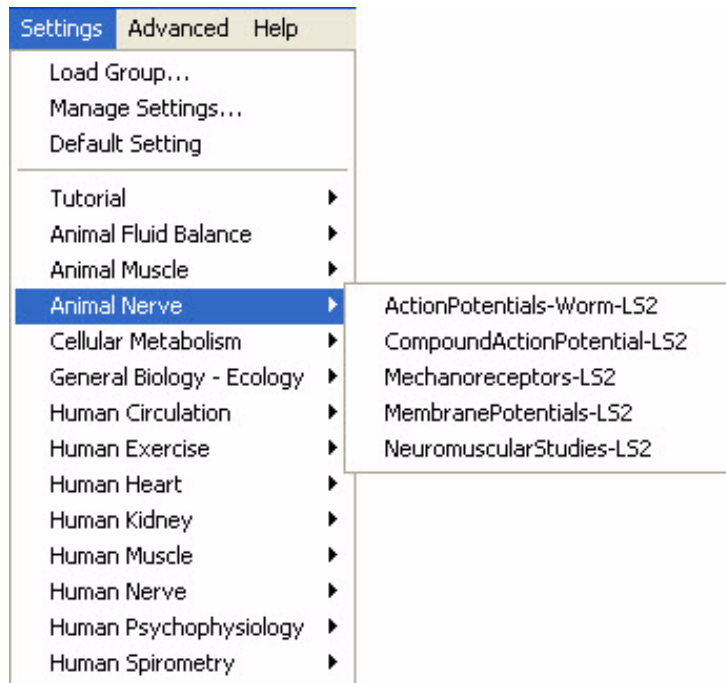 Settings Advanced Help
Load Group...
Manage Settings...
Default Setting
Tutorial
Animal Fluid Balance
Animal Muscle
Animal Nerve
Cellular Metabolism
General Biology - Ecology
Human Circulation
Human Exercise
Human Heart
Human Kidney
Human Muscle
Human Nerve
Human Psychophysiology
Human Spirometry
ActionPotentials-Worm-LS2
CompoundActionPotential-LS2
Mechanoreceptors-LS2
MembranePotentials-LS2
NeuromuscularStudies-LS2